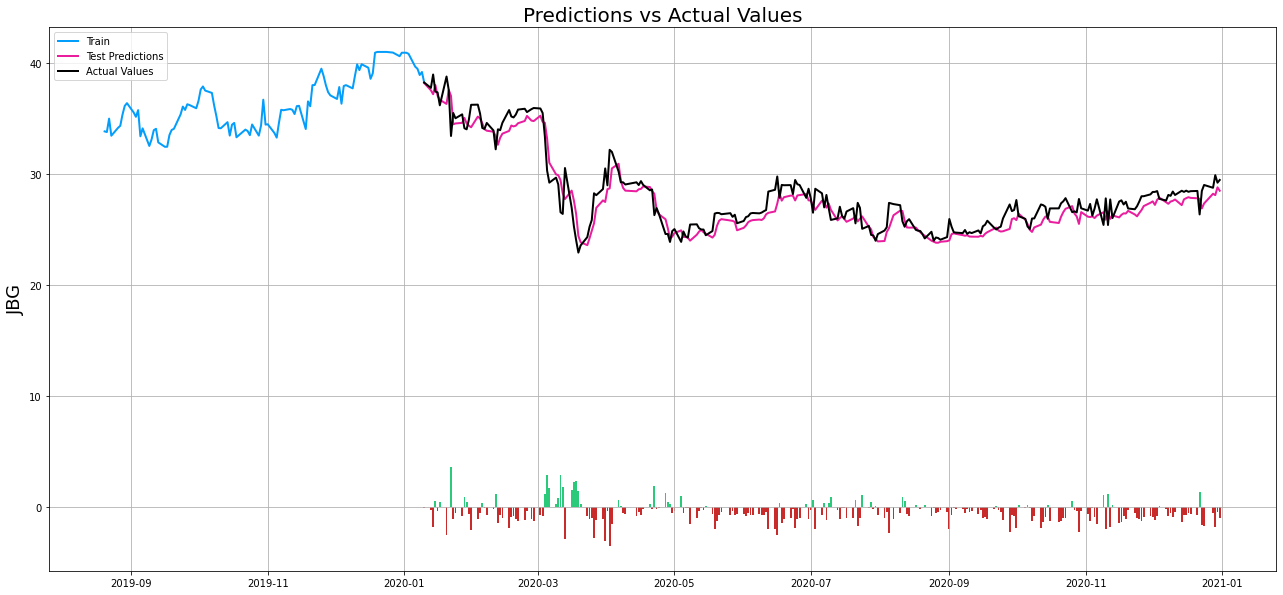 Predictions vs Actual Values
Train
Test Predictions
Actual Values
JBG
40
30
20
10
0
2019-09
2019-11
2020-01
2020-03
2020-05
2020-07
2020-09
2020-11
2021-01